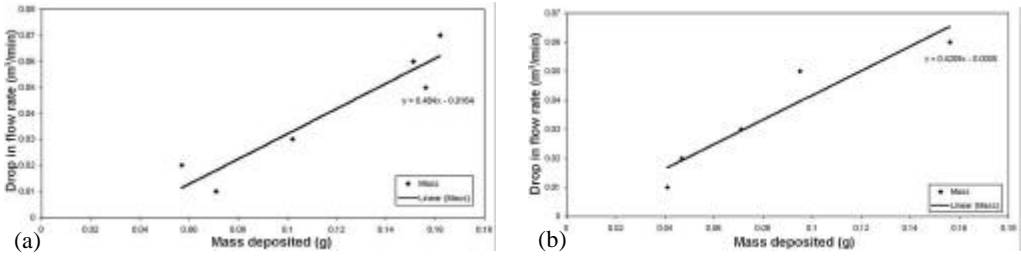 0.08
0.07
0.06
0.05
0.04
0.03
0.02
0.01
0
Drop in flow rate (m³/min)
y = 0.484x - 0.0164
Mass
Linear (Mass)
0 0.02 0.04 0.06 0.08 0.1 0.12 0.14 0.16 0.18
(a) Mass deposited (g)
0.07
0.06
0.05
0.04
0.03
0.02
0.01
0
Drop in flow rate (m³/min)
Mass
Linear (Mass)
0 0.02 0.04 0.06 0.08 0.1 0.12 0.14 0.16 0.18
(b) Mass deposited (g)